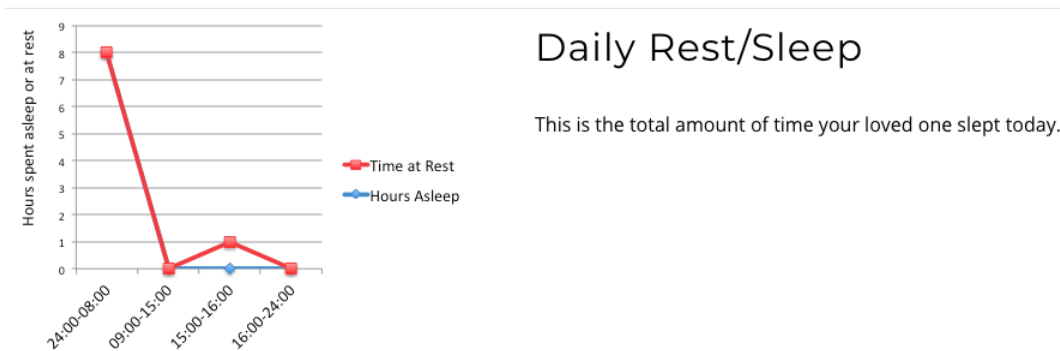 Daily Rest/Sleep
This is the total amount of time your loved one slept today.
Hours spent asleep or at rest
9
8
7
6
5
4
3
2
1
0
24:00-08:00
09:00-15:00
15:00-16:00
16:00-24:00
Time at Rest
Hours Asleep